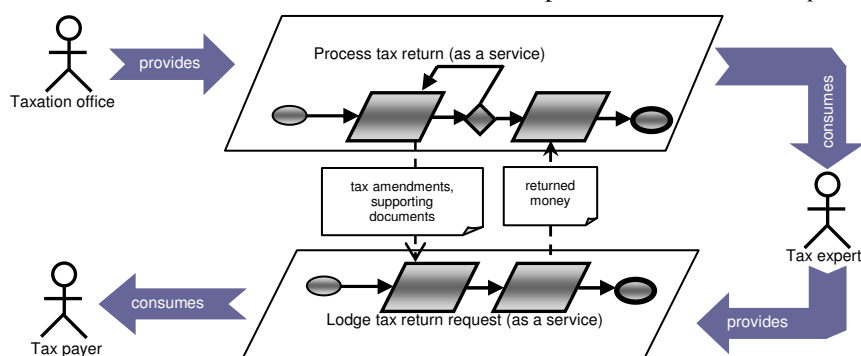 Process tax return (as a service)
provides
Taxation office
consumes
tax amendments,
supporting
documents
returned
money
Tax expert
consumes
Lodge tax return request (as a service)
provides
Tax payer